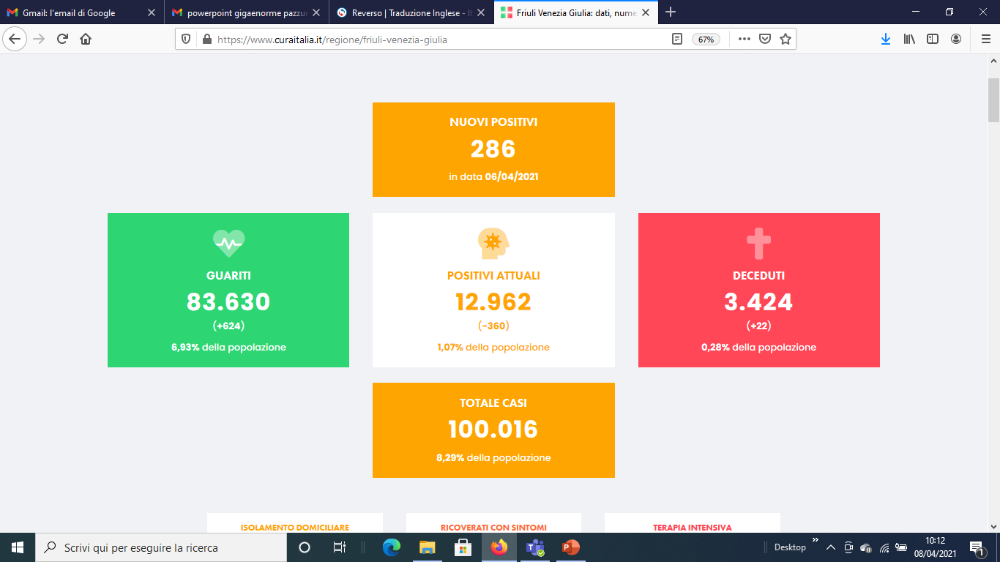 Gmail: l'email di Google
powerpoint gigaenorme pazzur
Reverso | Traduzione Inglese - It
Friuli Venezia Giulia: dati, nume
https://www.curaitalia.it/regione/friuli-venezia-giulia
67%
NUOVI POSITIVI
286
in data 06/04/2021
GUARITI
83.630
(+624)
6,93% della popolazione
POSITIVI ATTUALI
12.962
(-360)
1,07% della popolazione
DECEDUTI
3.424
(+22)
0,28% della popolazione
TOTALE CASI
100.016
8,29% della popolazione
ISOLAMENTO DOMICILIARE
RICOVERATI CON SINTOMI
TERAPIA INTENSIVA
Scrivi qui per eseguire la ricerca
Desktop
10:12
08/04/2021
1